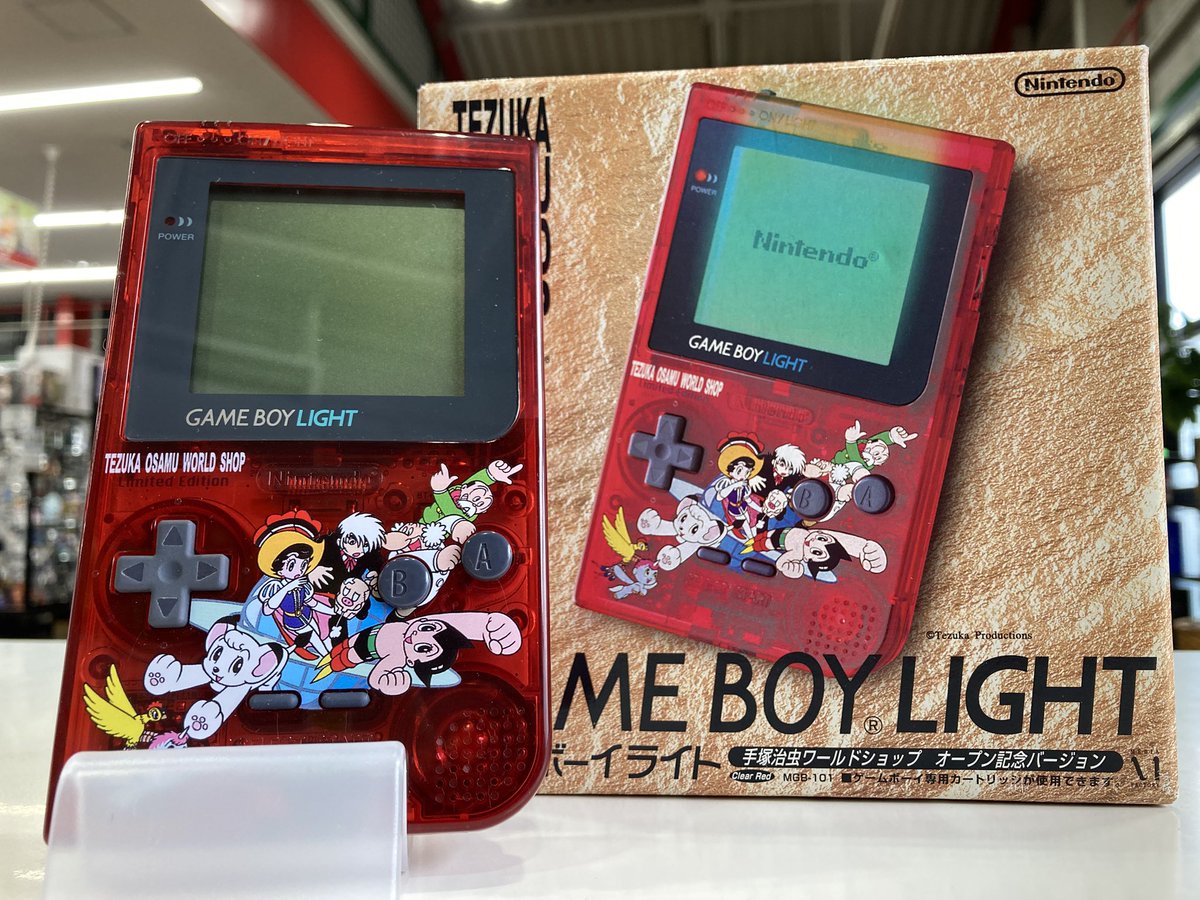 POWER
GAME BOY LIGHT
TEZUKA OSAMU WORLD SHOP
Limited Edition
Nintendo
B
A
TEZUKA
Nintendo®
POWER
Nintendo®
GAME BOY LIGHT
TEZUKA OSAMU WORLD SHOP
Limited Edition
Nintendo
B
A
©Tezuka Productions
ME BOY® LIGHT
ボーイライト 手塚治虫ワールドショップ オープン記念バージョン
Clear Red MGB-101 ■ゲームボーイ専用カートリッジが使用できます。